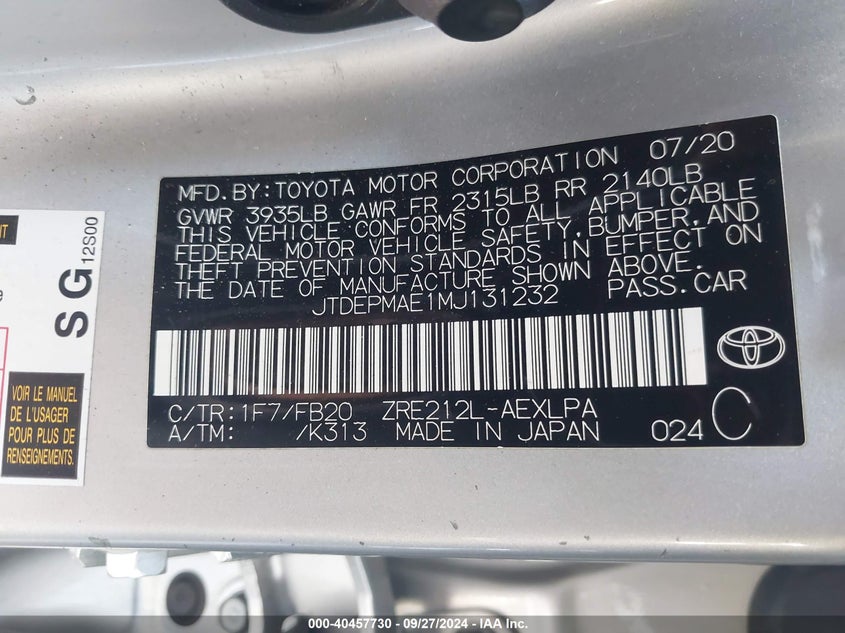 MFD.BY:TOYOTA MOTOR CORPORATION 07/20
GVWR 3935LB GAWR FR 2315LB RR 2140LB
THIS VEHICLE CONFORMS TO ALL APPLICABLE
FEDERAL MOTOR VEHICLE SAFETY,BUMPER,AND
THEFT PREVENTION STANDARDS IN EFFECT ON
THE DATE OF MANUFACTURE SHOWN ABOVE.
JTDEPMAE1MJ131232 PASS.CAR
C/TR:1F7/FB20 ZRE212L-AEXLPA
A/TM: /K313 MADE IN JAPAN 024 C
SG 12S00
VOIR LE MANUEL
DE L'USAGER
POUR PLUS DE
RENSEIGNEMENTS.
000-40457730 - 09/27/2024 - IAA Inc.